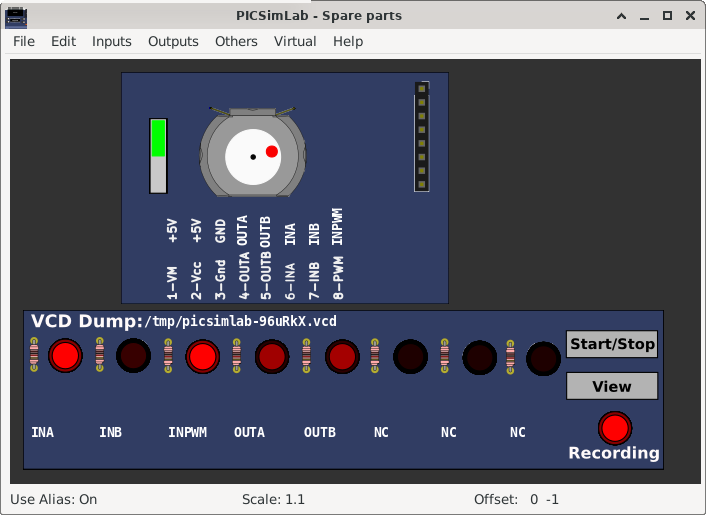 PICSimLab - Spare parts
File Edit Inputs Outputs Others Virtual Help
1-VM +5V
2-Vcc +5V
3-Gnd GND
4-OUTA OUTA
5-OUTB OUTB
6-INA INA
7-INB INB
8-PWM INPWM
VCD Dump:/tmp/picsimlab-96uRkX.vcd
Start/Stop
View
INA INB INPWM OUTA OUTB NC NC NC
Recording
Use Alias: On Scale: 1.1 Offset: 0 -1